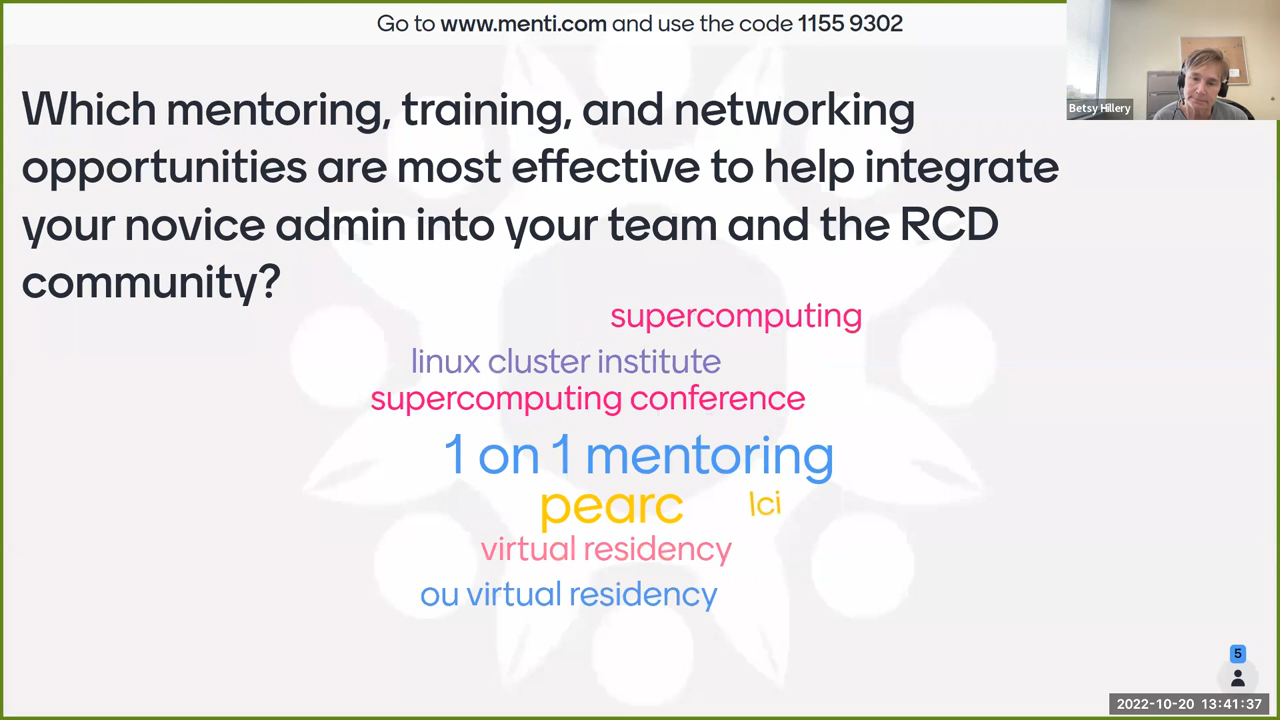 Go to www.menti.com and use the code 1155 9302
Betsy Hillery
Which mentoring, training, and networking
opportunities are most effective to help integrate
your novice admin into your team and the RCD
community?
supercomputing
linux cluster institute
supercomputing conference
1 on 1 mentoring
pearc
lci
virtual residency
ou virtual residency
5
2022-10-20 13:41:37